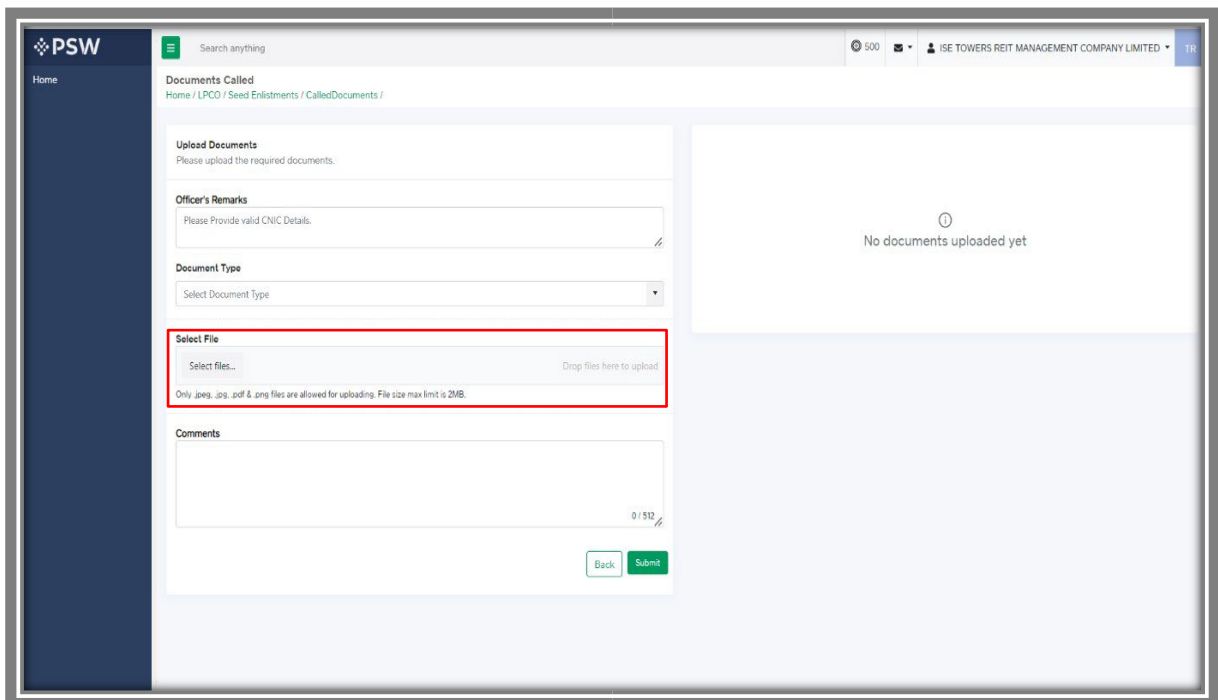 PSW
Search anything
500
ISE TOWERS REIT MANAGEMENT COMPANY LIMITED
TR
Home
Documents Called
Home / LPCO / Seed Enlistments / CalledDocuments /
Upload Documents
Please upload the required documents.
Officer's Remarks
Please Provide valid CNIC Details.
Document Type
Select Document Type
Select File
Select files...
Drop files here to upload
Only .jpeg, .jpg, .pdf & .png files are allowed for uploading. File size max limit is 2MB.
Comments
0 / 512
Back
Submit
No documents uploaded yet